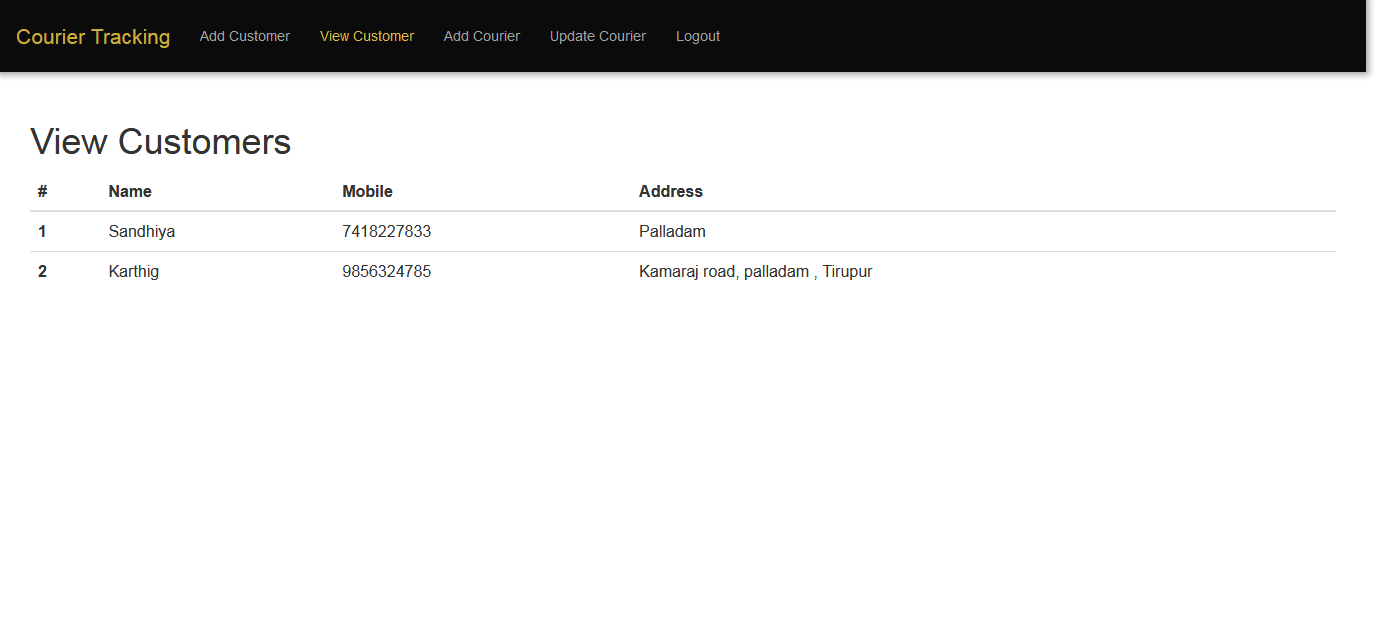 Courier Tracking Add Customer View Customer Add Courier Update Courier Logout
View Customers
# Name Mobile Address
1 Sandhiya 7418227833 Palladam
2 Karthig 9856324785 Kamaraj road, palladam , Tirupur